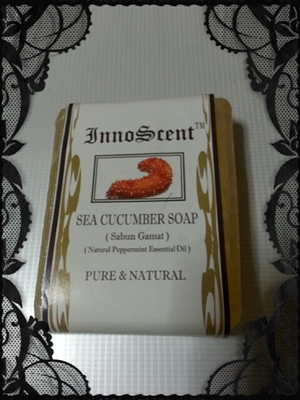 InnoScent™
SEA CUCUMBER SOAP
( Sabun Gamat )
( Natural Peppermint Essential Oil )
PURE & NATURAL